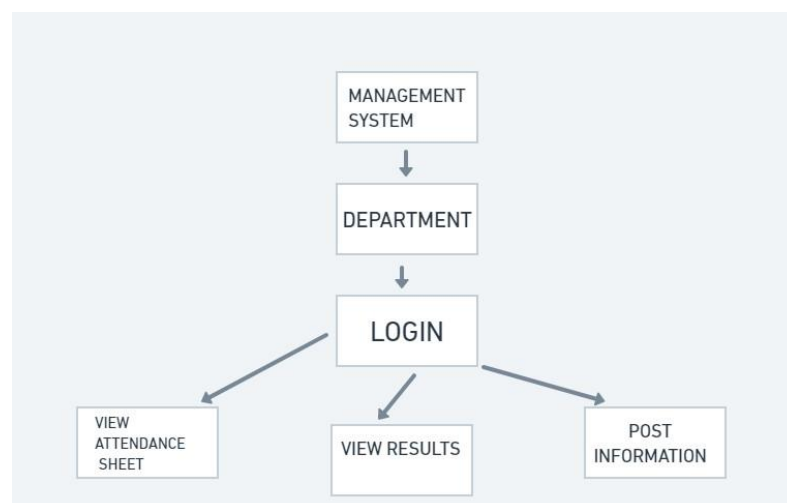 MANAGEMENT
SYSTEM
DEPARTMENT
LOGIN
VIEW
ATTENDANCE
SHEET
VIEW RESULTS
POST
INFORMATION